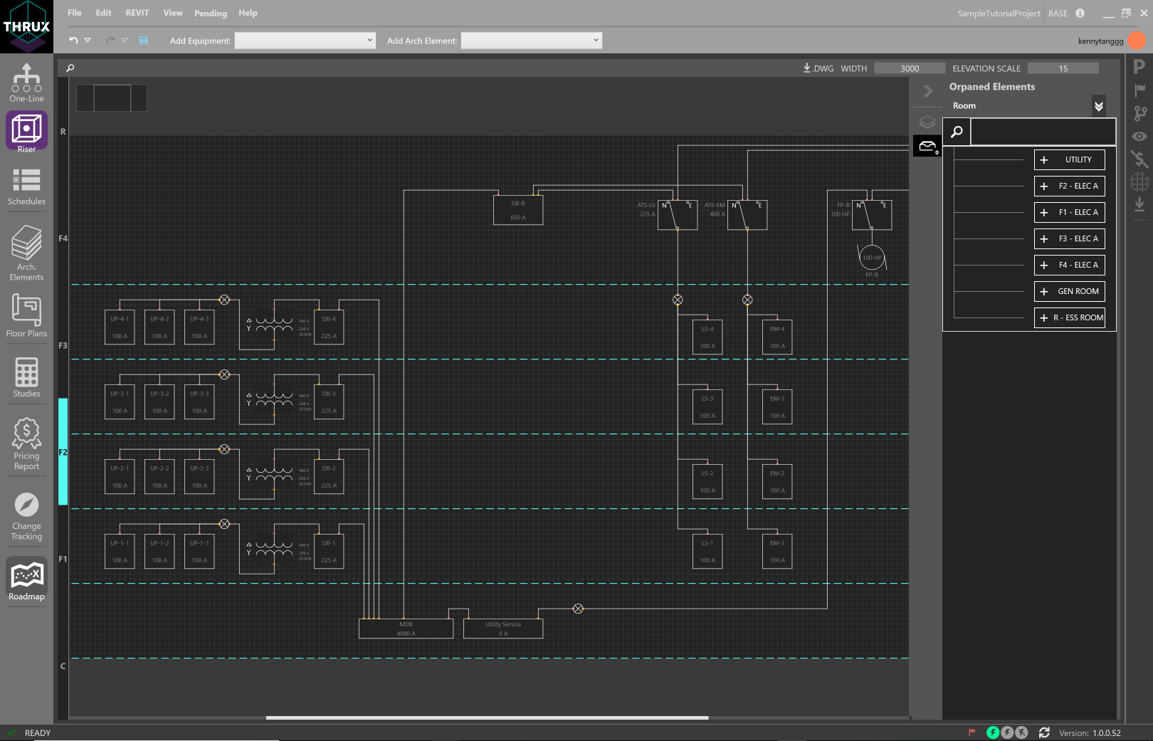 THRUX
File Edit REVIT View Pending Help
SampleTutorialProject BASE
Add Equipment: Add Arch Element:
kennytanggg
.DWG WIDTH 3000 ELEVATION SCALE 15
One-Line
Riser
Schedules
Arch.
Elements
Floor Plans
Studies
Pricing
Report
Change
Tracking
Roadmap
R
F4
F3
F2
F1
C
DB-R
600 A
ATS-LS
225 A
N E
ATS-EM
400 A
N E
FP-R
100 HP
N E
100 HP
FP-R
UP-4-1 UP-4-2 UP-4-3 DB-4
100 A 100 A 100 A 225 A
LS-4 EM-4
100 A 100 A
UP-3-1 UP-3-2 UP-3-3 DB-3
100 A 100 A 100 A 225 A
LS-3 EM-3
100 A 100 A
UP-2-1 UP-2-2 UP-2-3 DB-2
100 A 100 A 100 A 225 A
LS-2 EM-2
100 A 100 A
UP-1-1 UP-1-2 UP-1-3 DB-1
100 A 100 A 100 A 225 A
LS-1 EM-1
100 A 100 A
MDB Utility Service
4000 A 0 A
Orpaned Elements
Room
UTILITY
F2 - ELEC A
F1 - ELEC A
F3 - ELEC A
F4 - ELEC A
GEN ROOM
R - ESS ROOM
P
READY
Version: 1.0.0.52